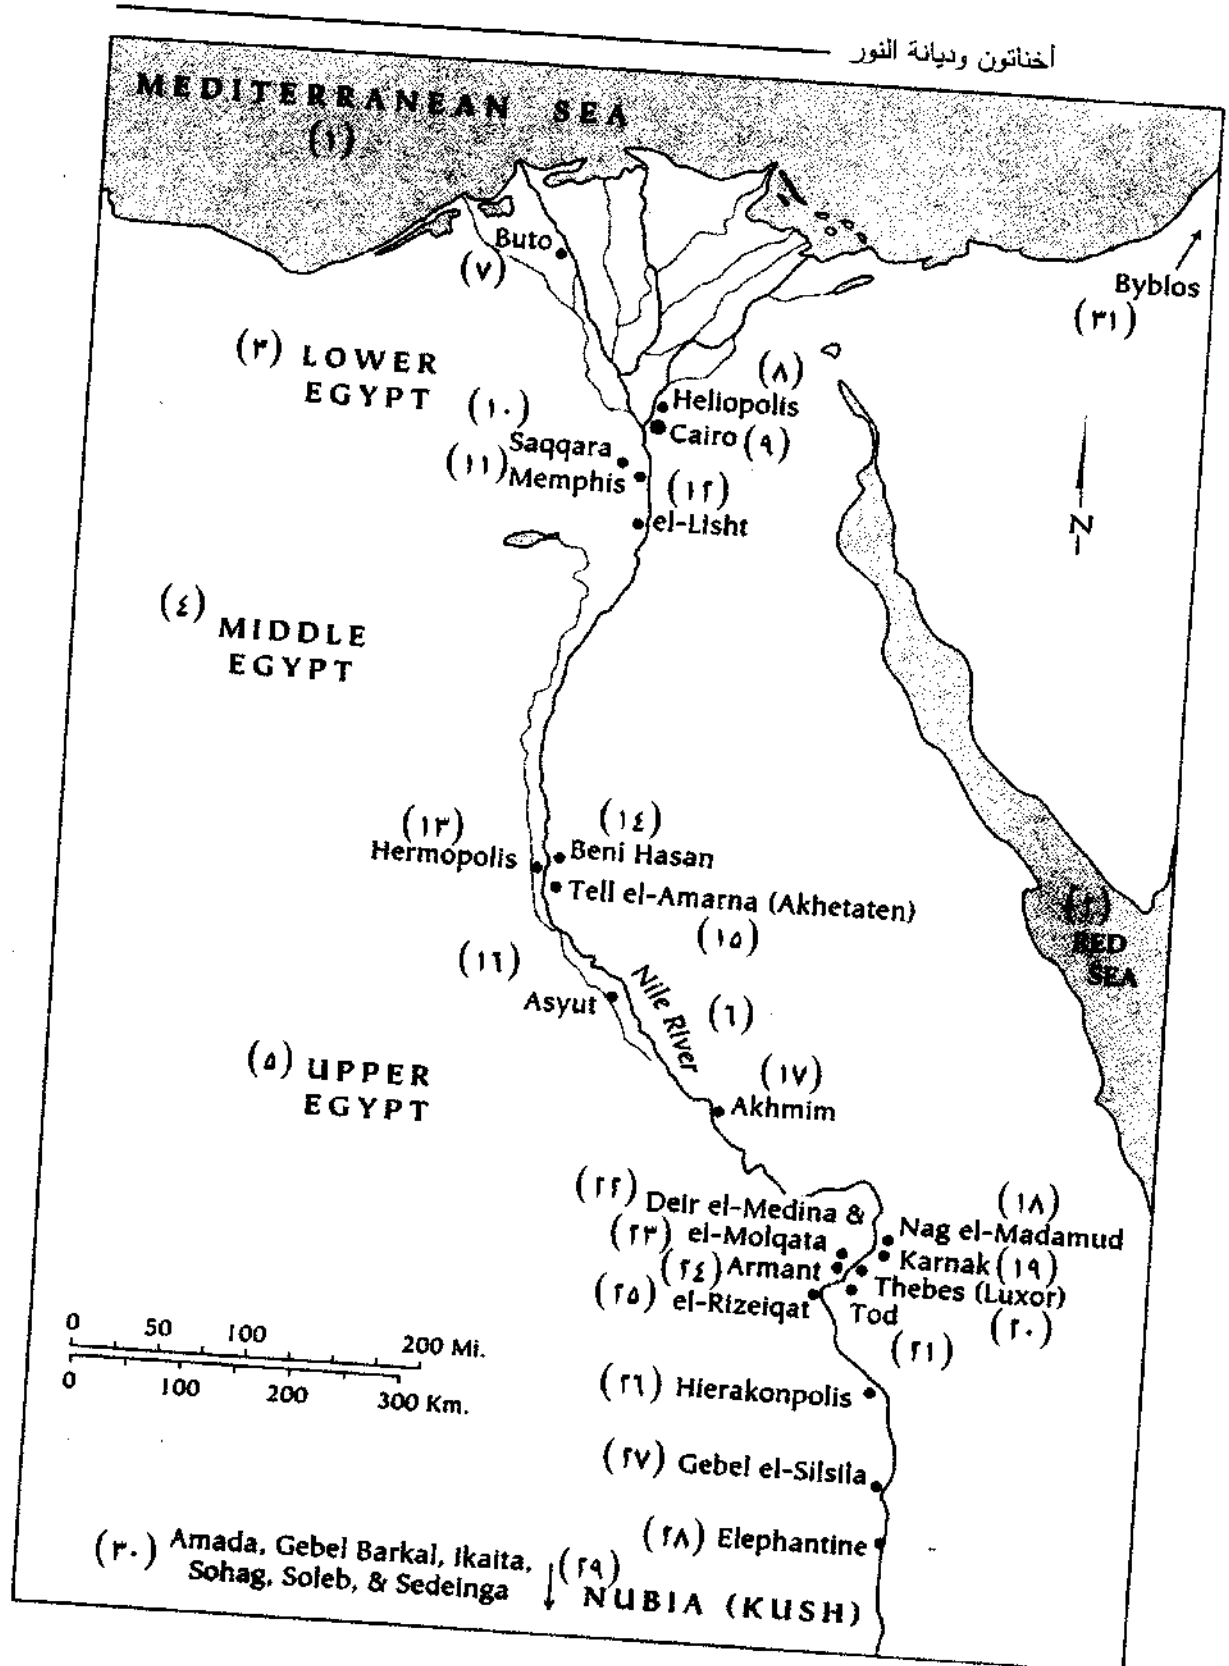 أخناتون وديانة النور
MEDITERRANEAN SEA
(١)
Buto
(٧)
Byblos
(٣١)
(٣) LOWER
EGYPT
(٨)
Heliopolis
Cairo (٩)
(١٠)
Saqqara
(١١) Memphis
(١٢)
el-Lisht
N
(٤)
MIDDLE
EGYPT
(١٣)
Hermopolis
(١٤)
Beni Hasan
Tell el-Amarna (Akhetaten)
(١٥)
(٢)
RED
SEA
(١٦)
Asyut
Nile River
(٦)
(٥) UPPER
EGYPT
(١٧)
Akhmim
(٢٢) Deir el-Medina &
(٢٣) el-Molqata
(٢٤) Armant
(٢٥) el-Rizeiqat
(١٨)
Nag el-Madamud
Karnak (١٩)
Thebes (Luxor)
(٢٠)
Tod
(٢١)
0 50 100 200 Mi.
0 100 200 300 Km.
(٢٦) Hierakonpolis
(٢٧) Gebel el-Silsila
(٢٨) Elephantine
(٣٠) Amada, Gebel Barkal, Ikaita,
Sohag, Soleb, & Sedeinga
(٢٩)
NUBIA (KUSH)